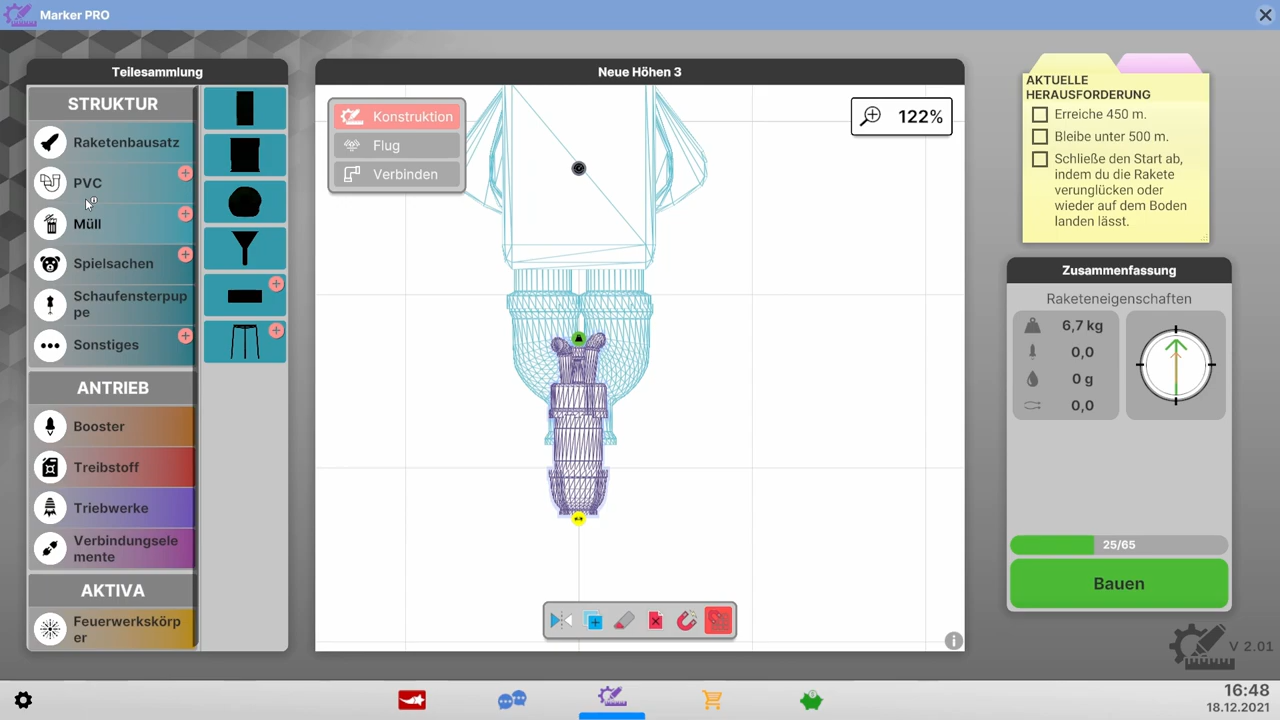 Marker PRO
Teilesammlung
STRUKTUR
Raketenbausatz
PVC
Müll
Spielsachen
Schaufensterpup
pe
Sonstiges
ANTRIEB
Booster
Treibstoff
Triebwerke
Verbindungsele
mente
AKTIVA
Feuerwerkskörp
er
Neue Höhen 3
Konstruktion
Flug
Verbinden
122%
AKTUELLE
HERAUSFORDERUNG
Erreiche 450 m.
Bleibe unter 500 m.
Schließe den Start ab,
indem du die Rakete
verunglücken oder
wieder auf dem Boden
landen lässt.
Zusammenfassung
Raketeneigenschaften
6,7 kg
0,0
0 g
0,0
25/65
Bauen
V 2.01
16:48
18.12.2021